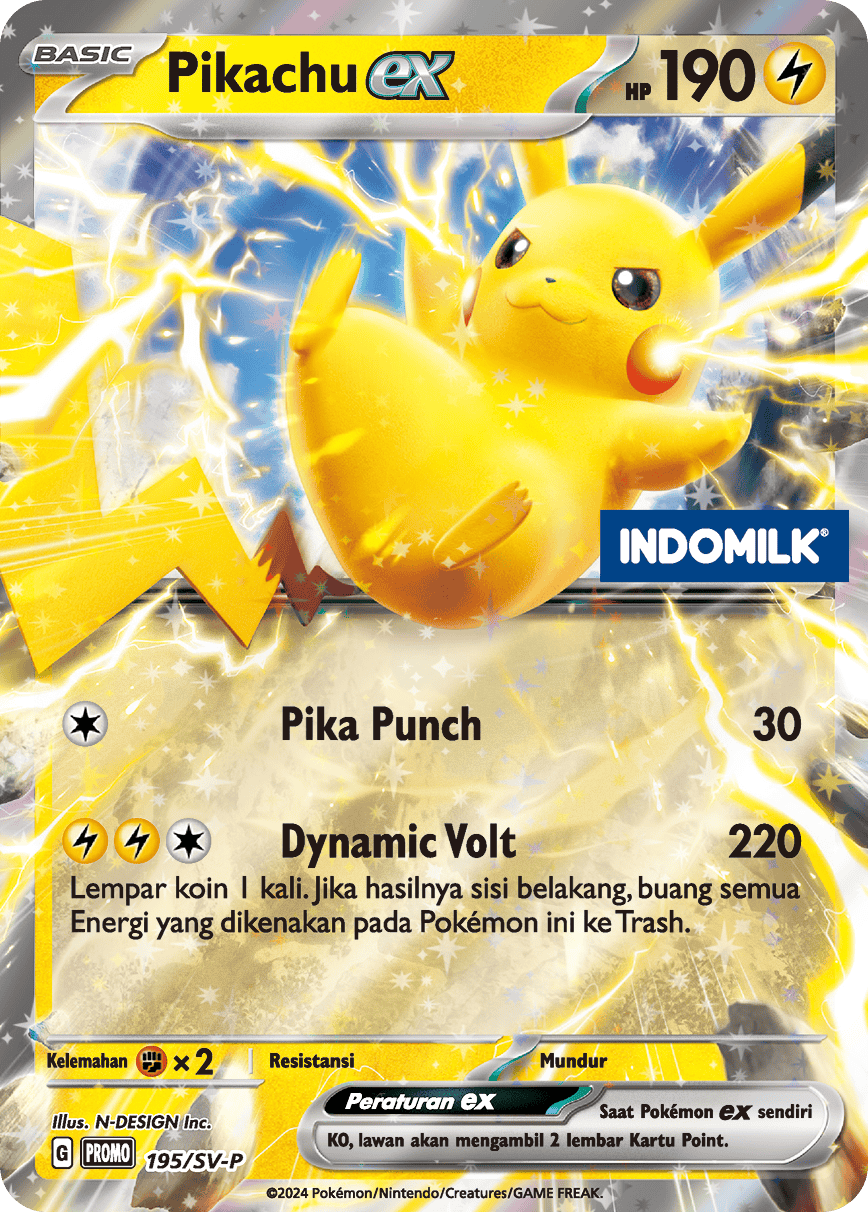 BASIC
Pikachu ex
HP 190
INDOMILK®
Pika Punch 30
Dynamic Volt 220
Lempar koin 1 kali. Jika hasilnya sisi belakang, buang semua
Energi yang dikenakan pada Pokémon ini ke Trash.
Kelemahan ×2 Resistansi Mundur
Peraturan ex Saat Pokémon ex sendiri
KO, lawan akan mengambil 2 lembar Kartu Point.
Illus. N-DESIGN Inc.
G PROMO 195/SV-P
©2024 Pokémon/Nintendo/Creatures/GAME FREAK.